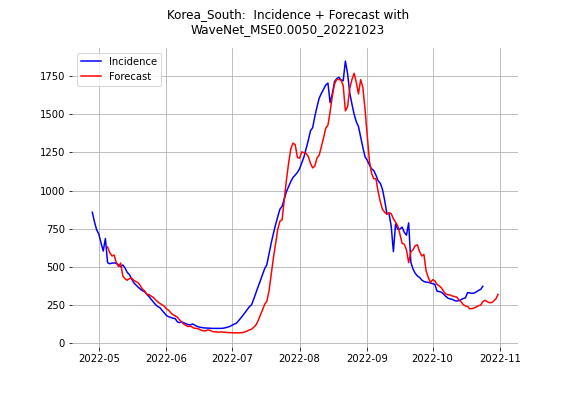 Korea_South:  Incidence + Forecast with
WaveNet_MSE0.0050_20221023
Incidence
Forecast
1750
1500
1250
1000
750
500
250
0
2022-05 2022-06 2022-07 2022-08 2022-09 2022-10 2022-11